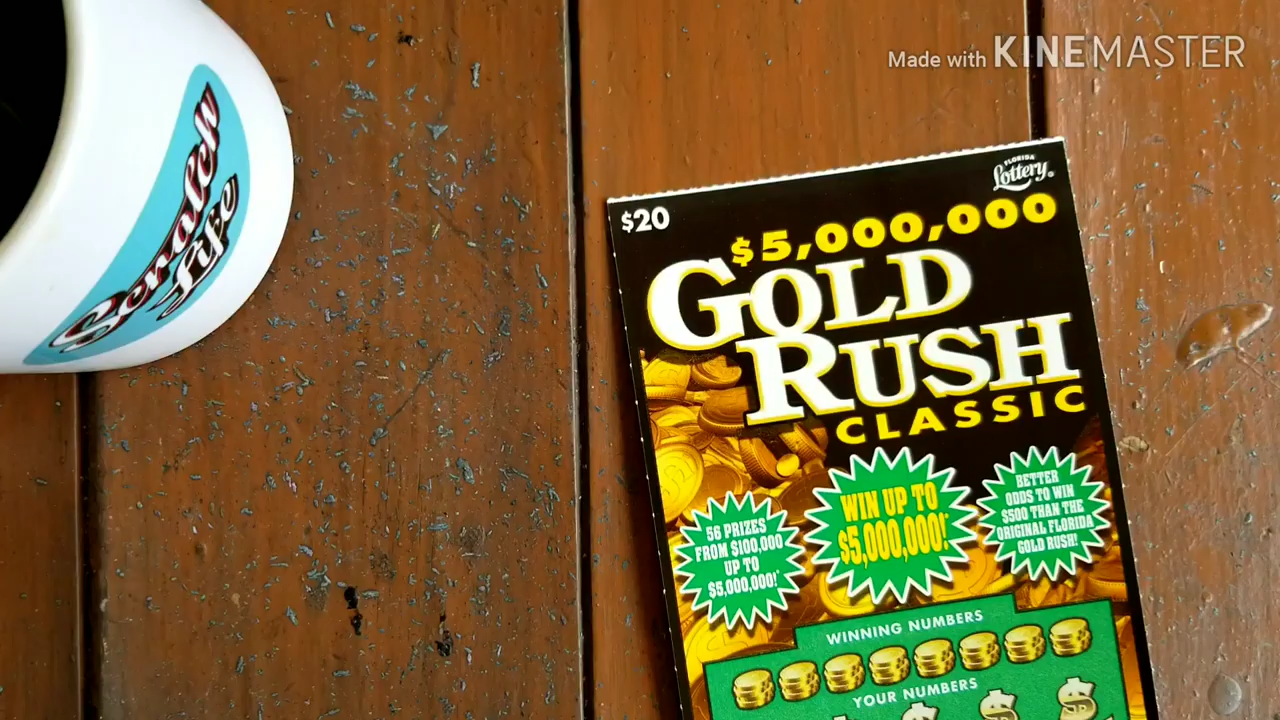 Made with KINEMASTER
Scratch
Life
FLORIDA
Lottery
$20
$5,000,000
GOLD
RUSH
CLASSIC
56 PRIZES
FROM $100,000
UP TO
$5,000,000!*
WIN UP TO
$5,000,000!*
BETTER
ODDS TO WIN
$500 THAN THE
ORIGINAL FLORIDA
GOLD RUSH!
WINNING NUMBERS
YOUR NUMBERS